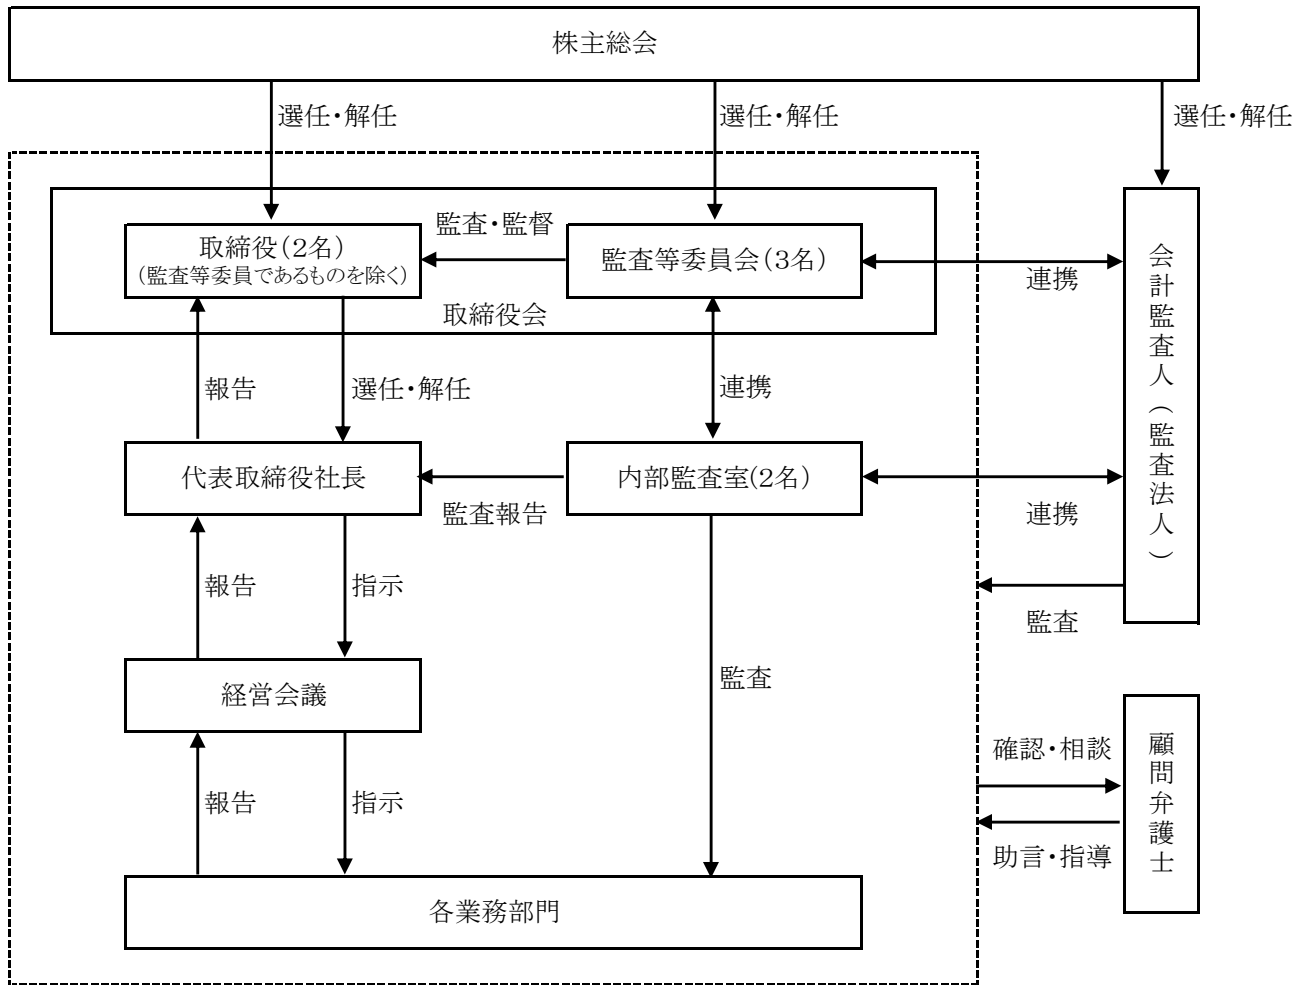 株主総会
選任・解任
選任・解任
選任・解任
取締役(2名)
(監査等委員であるものを除く)
監査・監督
監査等委員会(3名)
連携
取締役会
会計監査人(監査法人)
報告
選任・解任
連携
代表取締役社長
監査報告
内部監査室(2名)
連携
報告
指示
監査
経営会議
監査
確認・相談
顧問弁護士
報告
指示
助言・指導
各業務部門